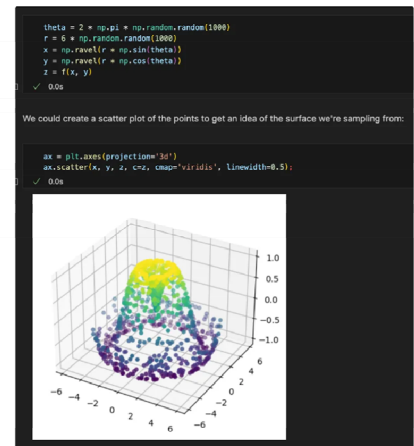 theta = 2 * np.pi * np.random.random(1000)
r = 6 * np.random.random(1000)
x = np.ravel(r * np.sin(theta))
y = np.ravel(r * np.cos(theta))
z = f(x, y)
✓ 0.0s
We could create a scatter plot of the points to get an idea of the surface we're sampling from:
ax = plt.axes(projection='3d')
ax.scatter(x, y, z, c=z, cmap='viridis', linewidth=0.5);
✓ 0.0s
1.0
0.5
0.0
−0.5
−1.0
−6 −4 −2 0 2 4 6
−6 −4 −2 0 2 4 6